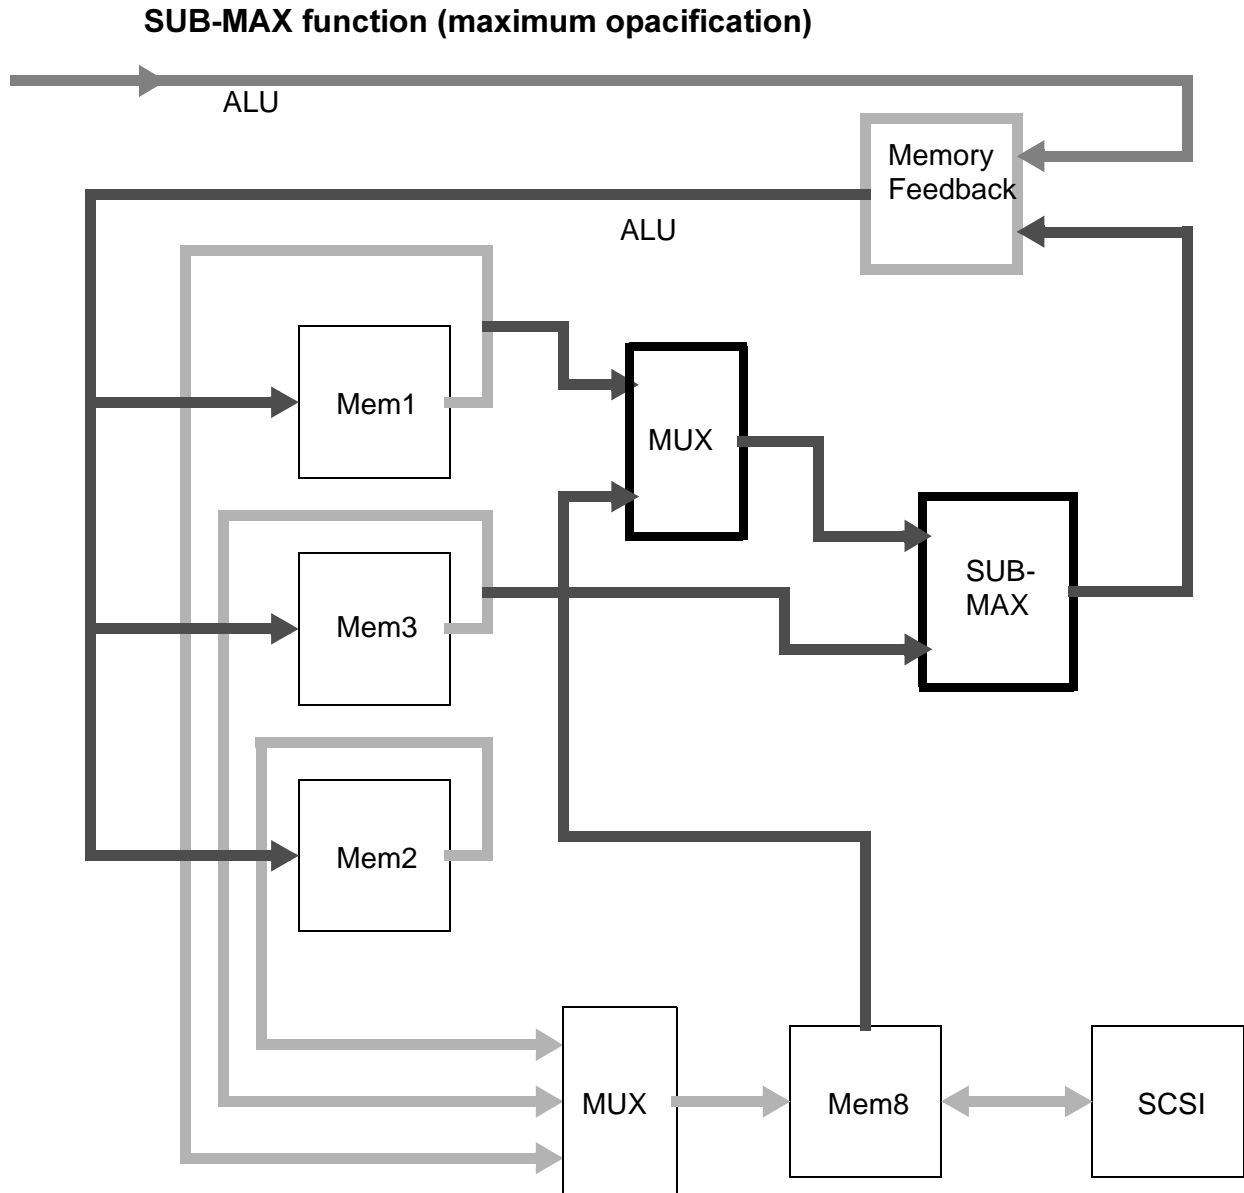 SUB-MAX function (maximum opacification)
ALU
Memory
Feedback
ALU
Mem1
MUX
SUB-
MAX
Mem3
Mem2
MUX
Mem8
SCSI